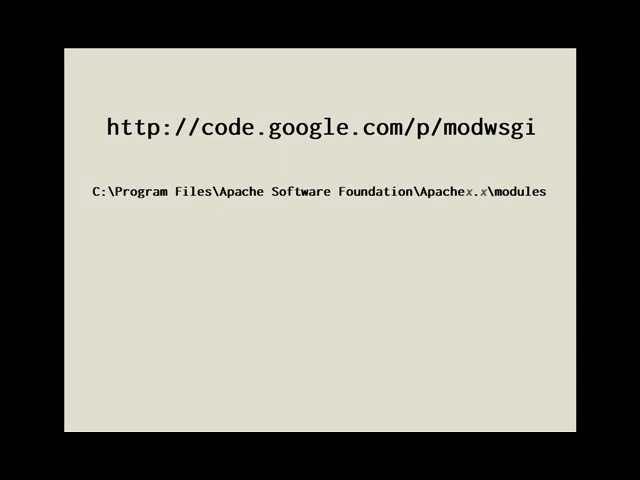 http://code.google.com/p/modwsgi
C:\Program Files\Apache Software Foundation\Apachex.x\modules